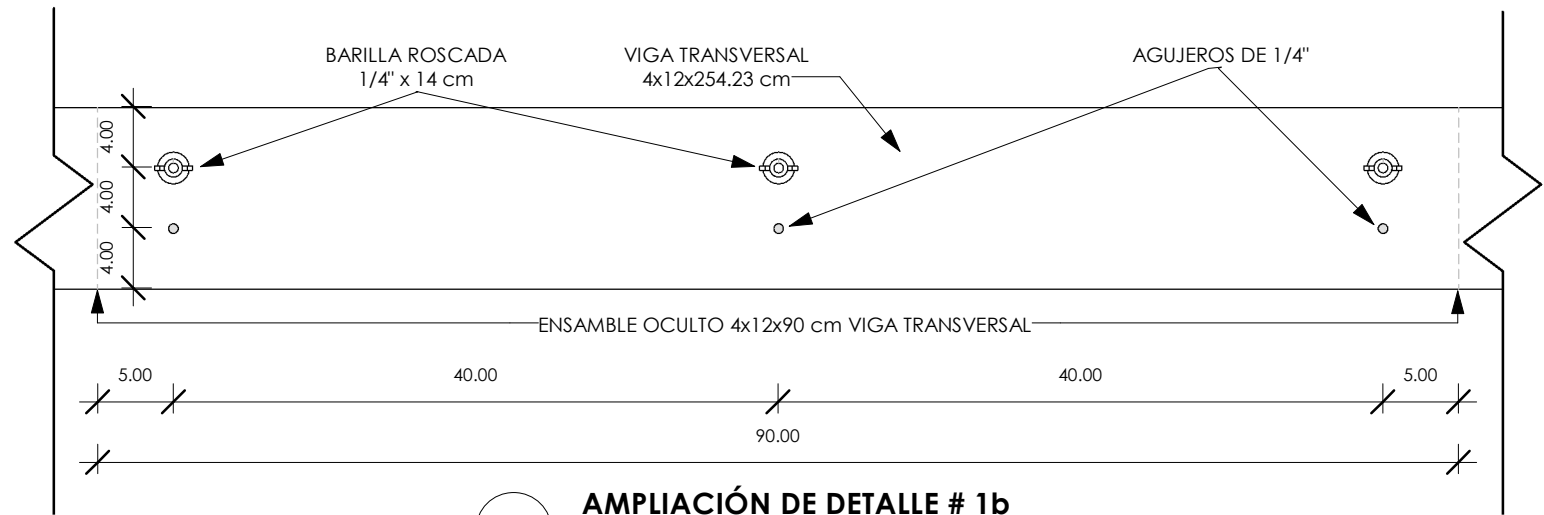 BARILLA ROSCADA
1/4" x 14 cm
VIGA TRANSVERSAL
4x12x254.23 cm
AGUJEROS DE 1/4"
4.00
4.00
4.00
ENSAMBLE OCULTO 4x12x90 cm VIGA TRANSVERSAL
5.00
40.00
40.00
5.00
90.00
AMPLIACIÓN DE DETALLE # 1b